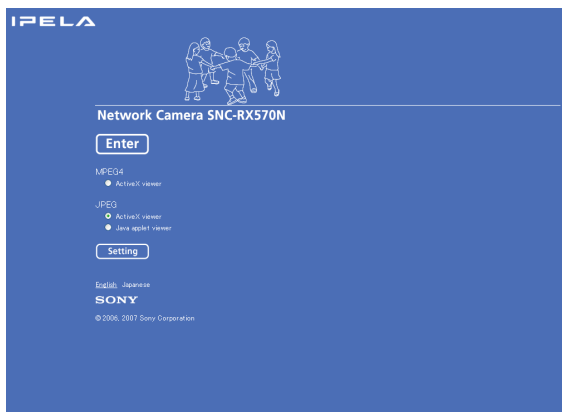 IPELA
Network Camera SNC-RX570N
Enter
MPEG4
ActiveX viewer
JPEG
ActiveX viewer
Java applet viewer
Setting
English Japanese
SONY
© 2006, 2007 Sony Corporation